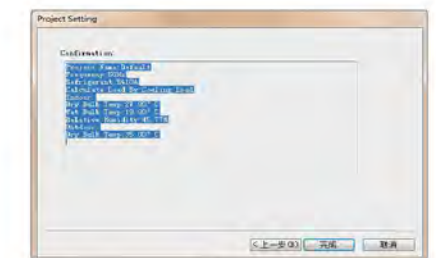 Project Setting
Confirmation:
Project Name:Default
Frequency:50Hz
Refrigerant:R410A
Calculate Load By Cooling Load
Indoor:
Dry Bulb Temp:27.00° C
Wet Bulb Temp:19.00° C
Relative Humidity:
Outdoor:
Dry Bulb Temp:35.00° C
<上一步(B)
完成
取消